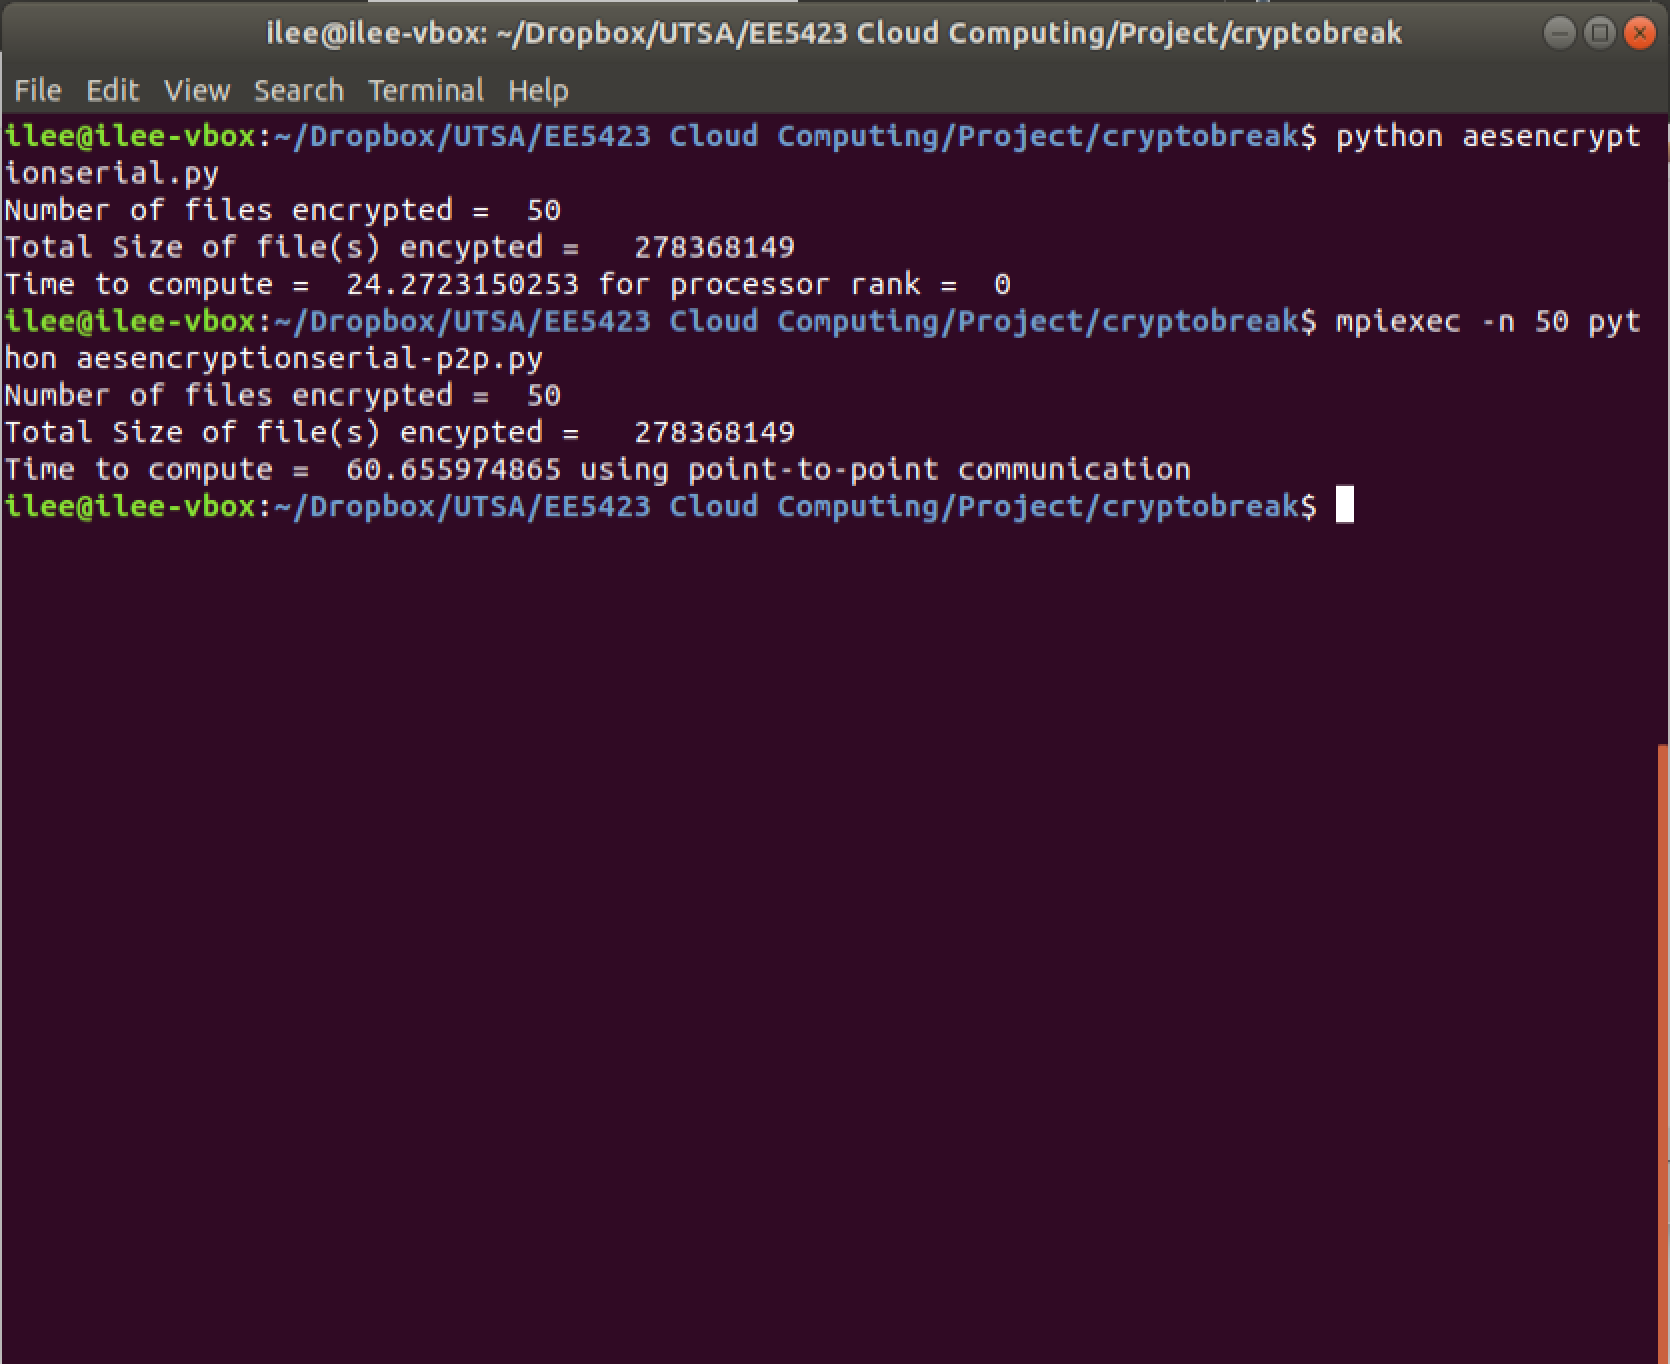 ilee@ilee-vbox: ~/Dropbox/UTSA/EE5423 Cloud Computing/Project/cryptobreak
File Edit View Search Terminal Help
ilee@ilee-vbox:~/Dropbox/UTSA/EE5423 Cloud Computing/Project/cryptobreak$ python aesencrypt
ionserial.py
Number of files encrypted =  50
Total Size of file(s) encypted =   278368149
Time to compute =  24.2723150253 for processor rank =  0
ilee@ilee-vbox:~/Dropbox/UTSA/EE5423 Cloud Computing/Project/cryptobreak$ mpiexec -n 50 pyt
hon aesencryptionserial-p2p.py
Number of files encrypted =  50
Total Size of file(s) encypted =   278368149
Time to compute =  60.655974865 using point-to-point communication
ilee@ilee-vbox:~/Dropbox/UTSA/EE5423 Cloud Computing/Project/cryptobreak$